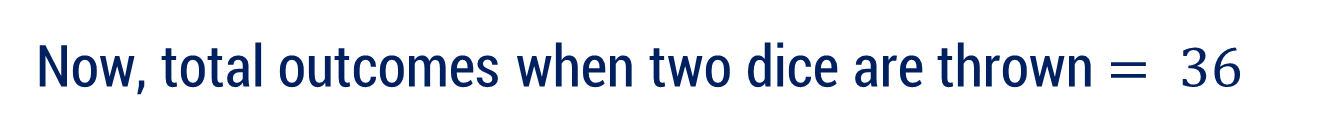 Now, total outcomes when two dice are thrown = 36